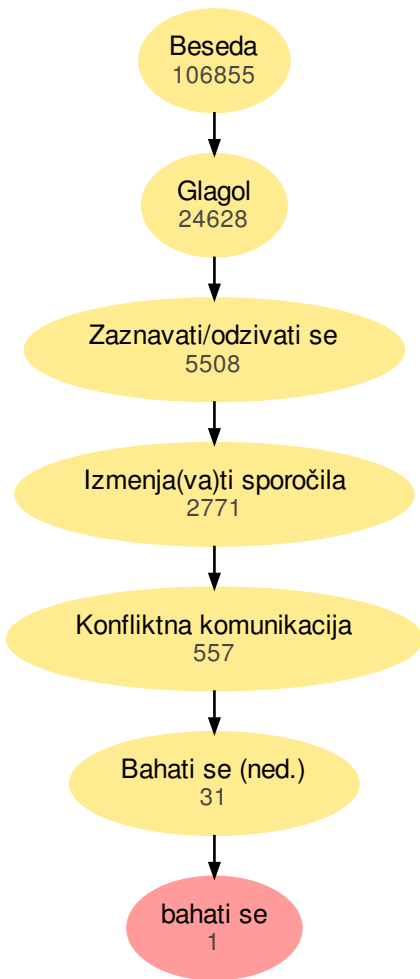 Beseda
106855
Glagol
24628
Zaznavati/odzivati se
5508
Izmenja(va)ti sporočila
2771
Konfliktna komunikacija
557
Bahati se (ned.)
31
bahati se
1